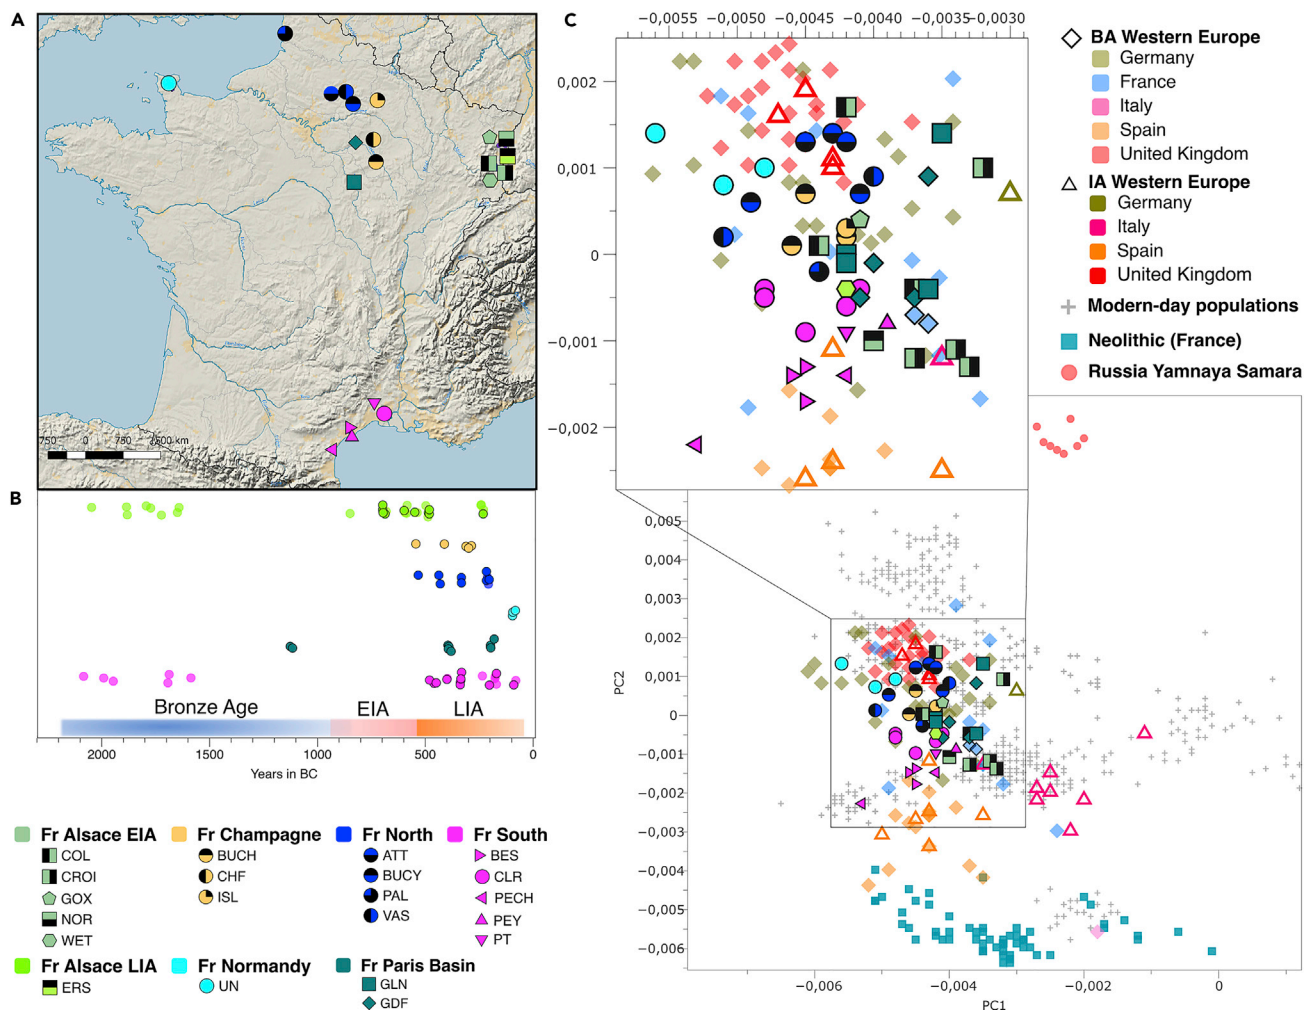 A
750 0 750 1500 km
B
Bronze Age
EIA
LIA
2000 1500 1000 500 0
Years in BC
C
−0,0055 −0,0050 −0,0045 −0,0040 −0,0035 −0,0030
0,002
0,001
0
−0,001
−0,002
BA Western Europe
Germany
France
Italy
Spain
United Kingdom
IA Western Europe
Germany
Italy
Spain
United Kingdom
Modern-day populations
Neolithic (France)
Russia Yamnaya Samara
PC2
0,005
0,004
0,003
0,002
0,001
0
−0,001
−0,002
−0,003
−0,004
−0,005
−0,006
−0,006 −0,004 −0,002 0
PC1
Fr Alsace EIA
COL
CROI
GOX
NOR
WET
Fr Champagne
BUCH
CHF
ISL
Fr North
ATT
BUCY
PAL
VAS
Fr South
BES
CLR
PECH
PEY
PT
Fr Alsace LIA
ERS
Fr Normandy
UN
Fr Paris Basin
GLN
GDF